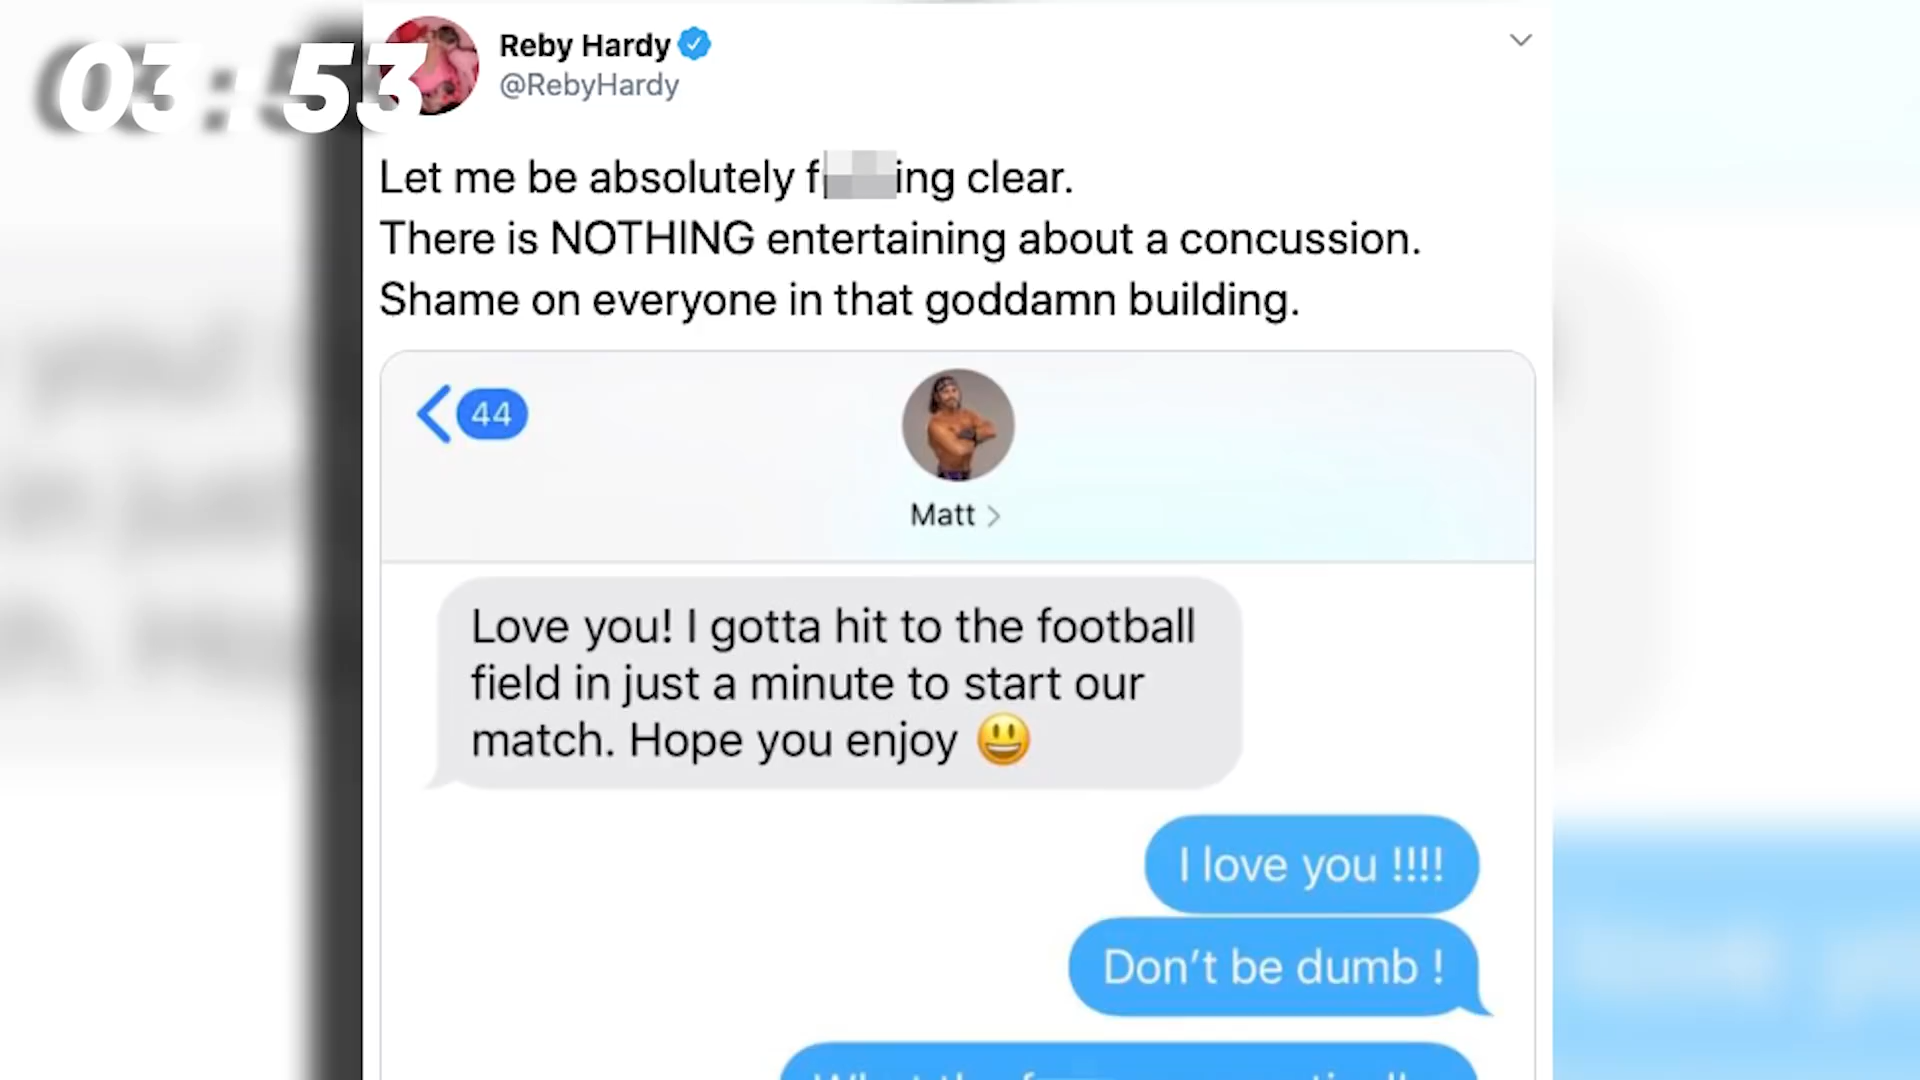 03:53
Reby Hardy
@RebyHardy
Let me be absolutely f ing clear.
There is NOTHING entertaining about a concussion.
Shame on everyone in that goddamn building.
44
Matt
Love you! I gotta hit to the football
field in just a minute to start our
match. Hope you enjoy 😃
I love you !!!!
Don't be dumb !